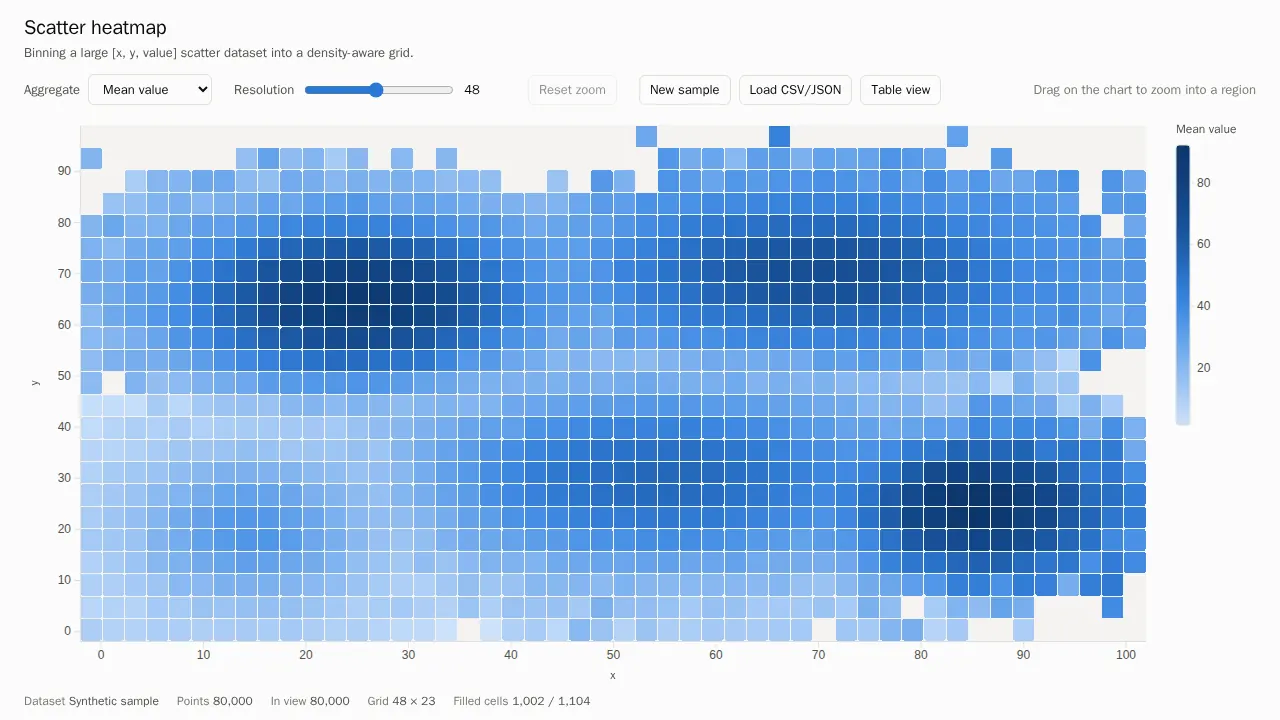 Scatter heatmap
Binning a large [x, y, value] scatter dataset into a density-aware grid.
Aggregate Mean value Resolution 48 Reset zoom New sample Load CSV/JSON Table view Drag on the chart to zoom into a region
Mean value
90
80
70
60
50
40
30
20
10
0
y
80
60
40
20
0 10 20 30 40 50 60 70 80 90 100
x
Dataset Synthetic sample Points 80,000 In view 80,000 Grid 48 × 23 Filled cells 1,002 / 1,104